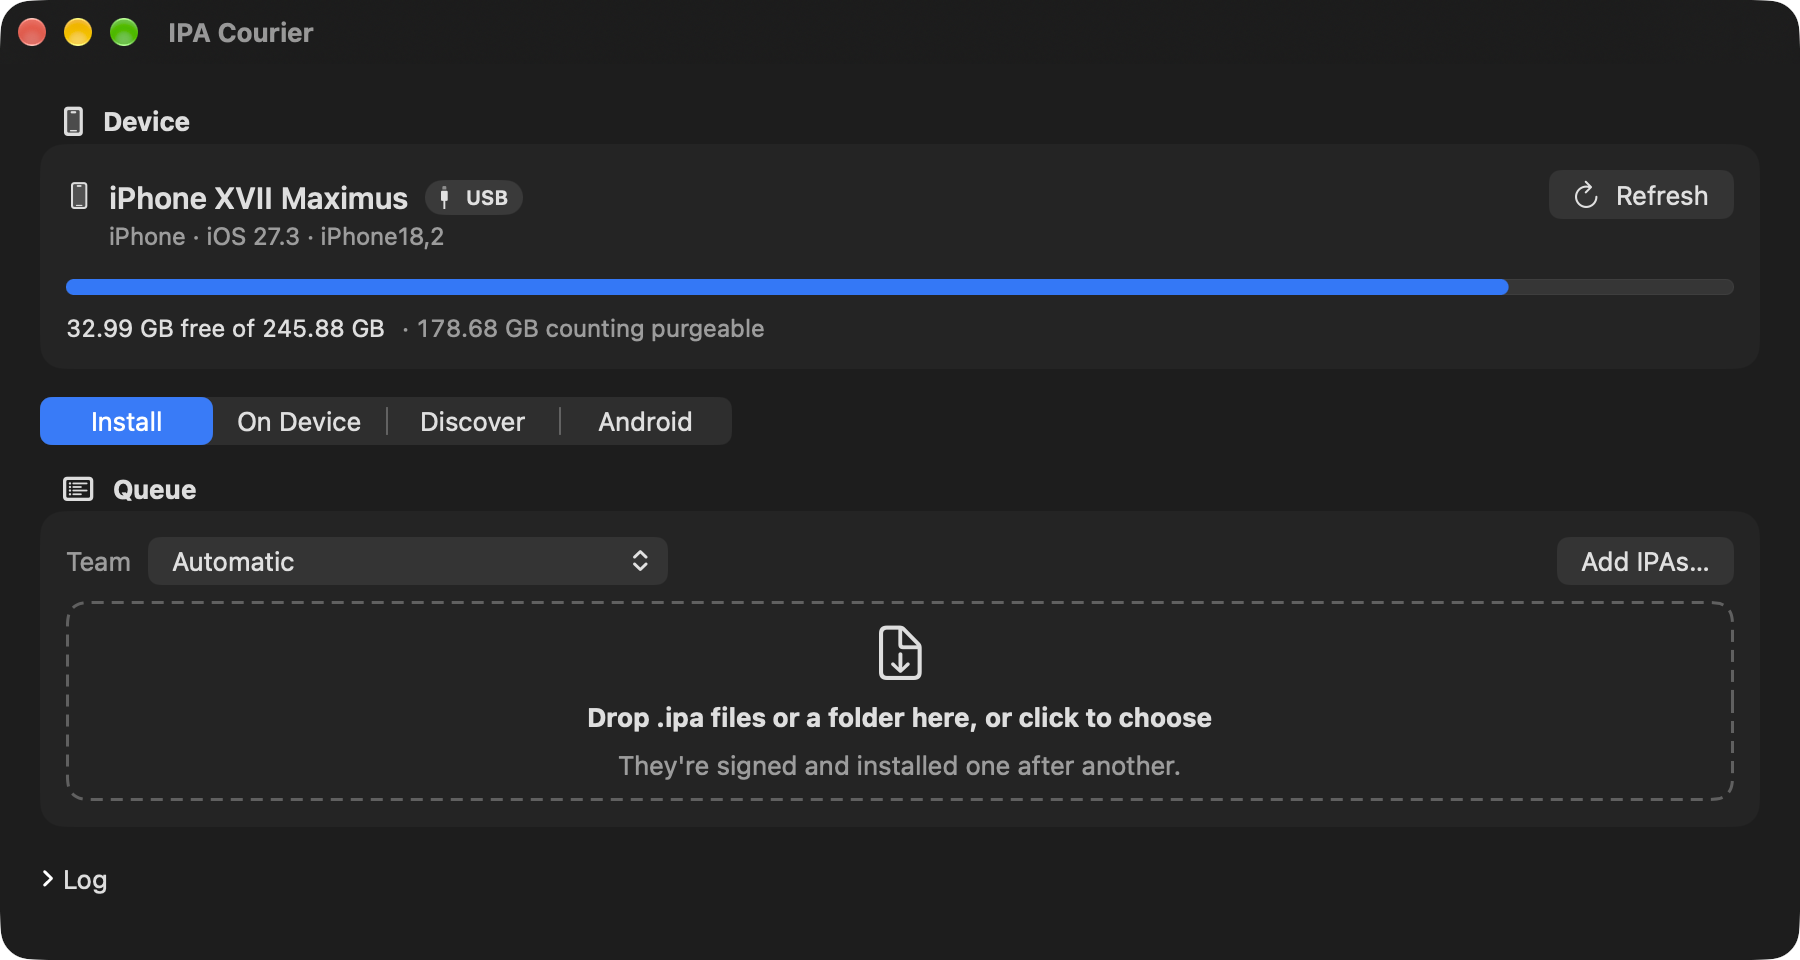 IPA Courier
Device
iPhone XVII Maximus
USB
Refresh
iPhone · iOS 27.3 · iPhone18,2
32.99 GB free of 245.88 GB · 178.68 GB counting purgeable
Install
On Device
Discover
Android
Queue
Team
Automatic
Add IPAs...
Drop .ipa files or a folder here, or click to choose
They're signed and installed one after another.
Log